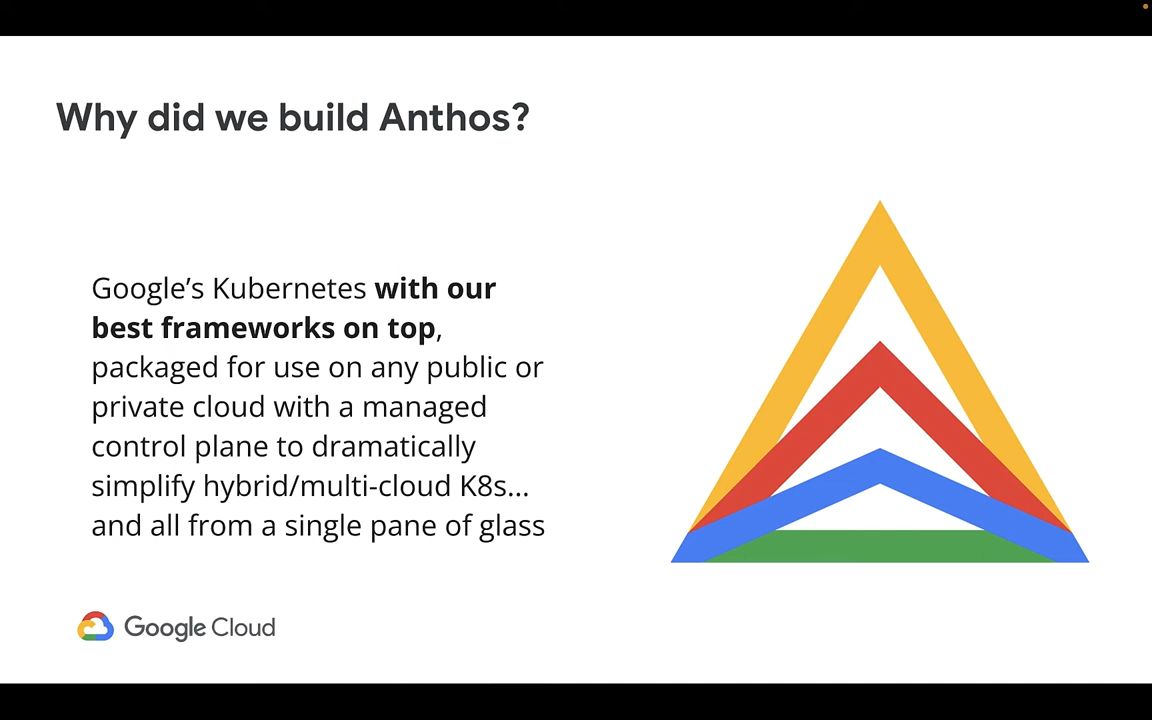 Why did we build Anthos?
Google’s Kubernetes with our
best frameworks on top,
packaged for use on any public or
private cloud with a managed
control plane to dramatically
simplify hybrid/multi-cloud K8s...
and all from a single pane of glass
Google Cloud